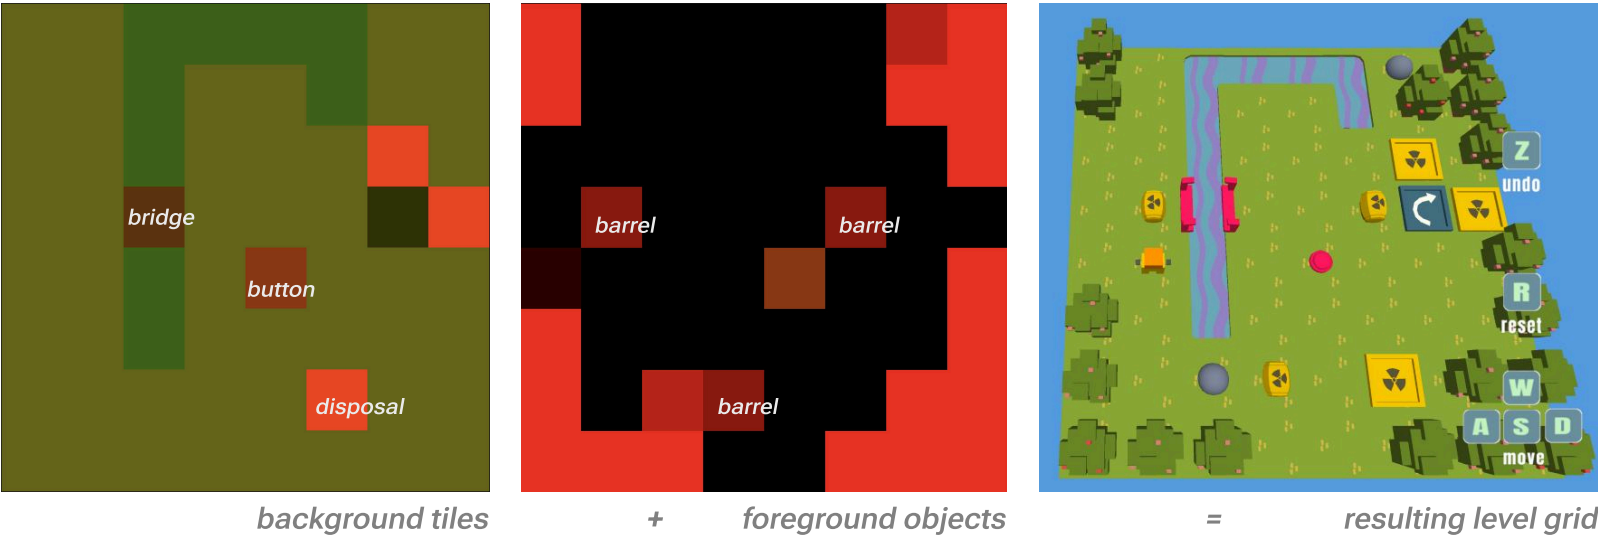 bridge
button
disposal
barrel
barrel
barrel
Z
undo
R
reset
W
A S D
move
background tiles + foreground objects = resulting level grid